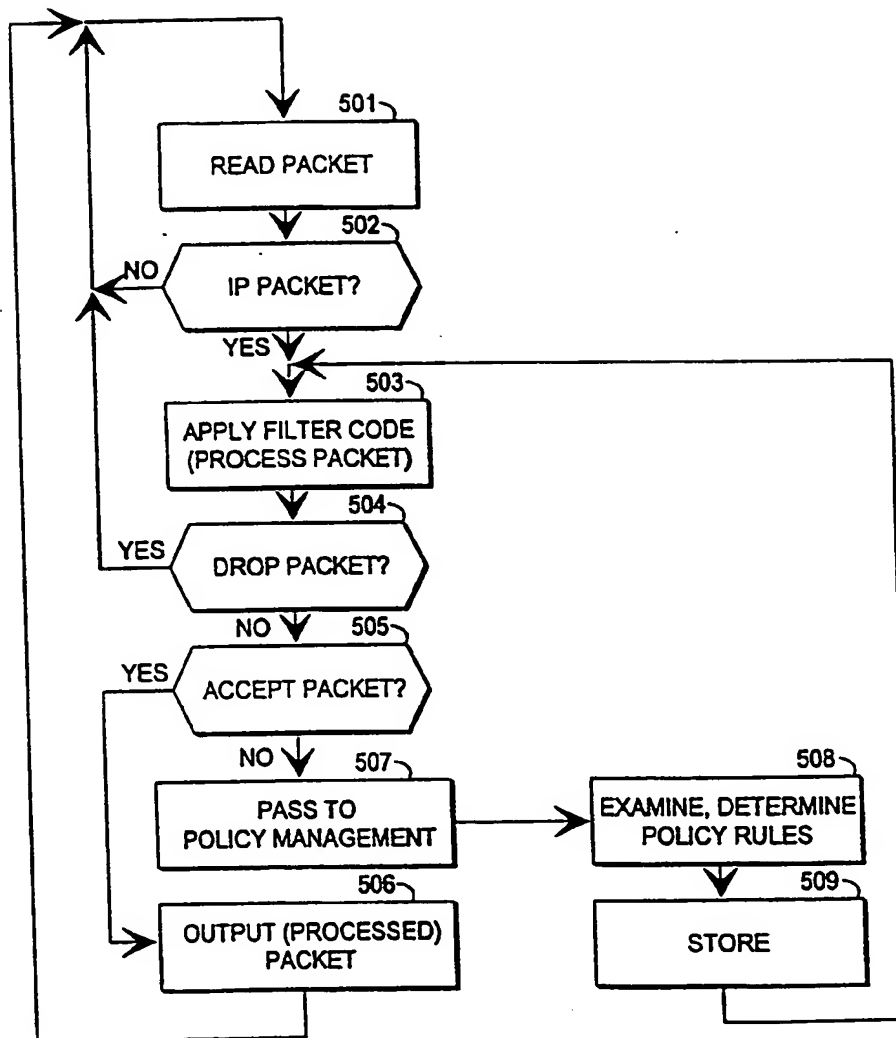 501
READ PACKET
502
NO
IP PACKET?
YES
503
APPLY FILTER CODE
(PROCESS PACKET)
504
YES
DROP PACKET?
NO
505
YES
ACCEPT PACKET?
NO
507
PASS TO
POLICY MANAGEMENT
508
EXAMINE, DETERMINE
POLICY RULES
506
OUTPUT (PROCESSED)
PACKET
509
STORE